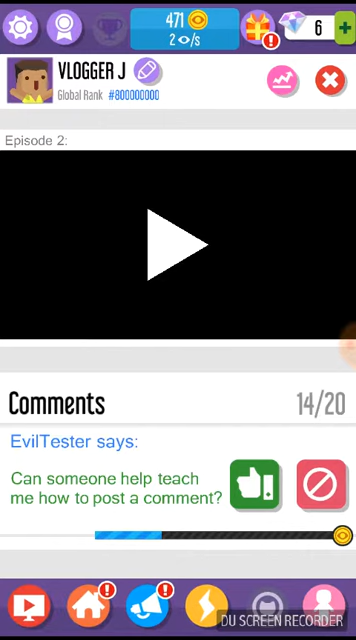 471
2 /s
6
VLOGGER J
Global Rank #800000000
Episode 2:
Comments 14/20
EvilTester says:
Can someone help teach
me how to post a comment?
DU SCREEN RECORDER